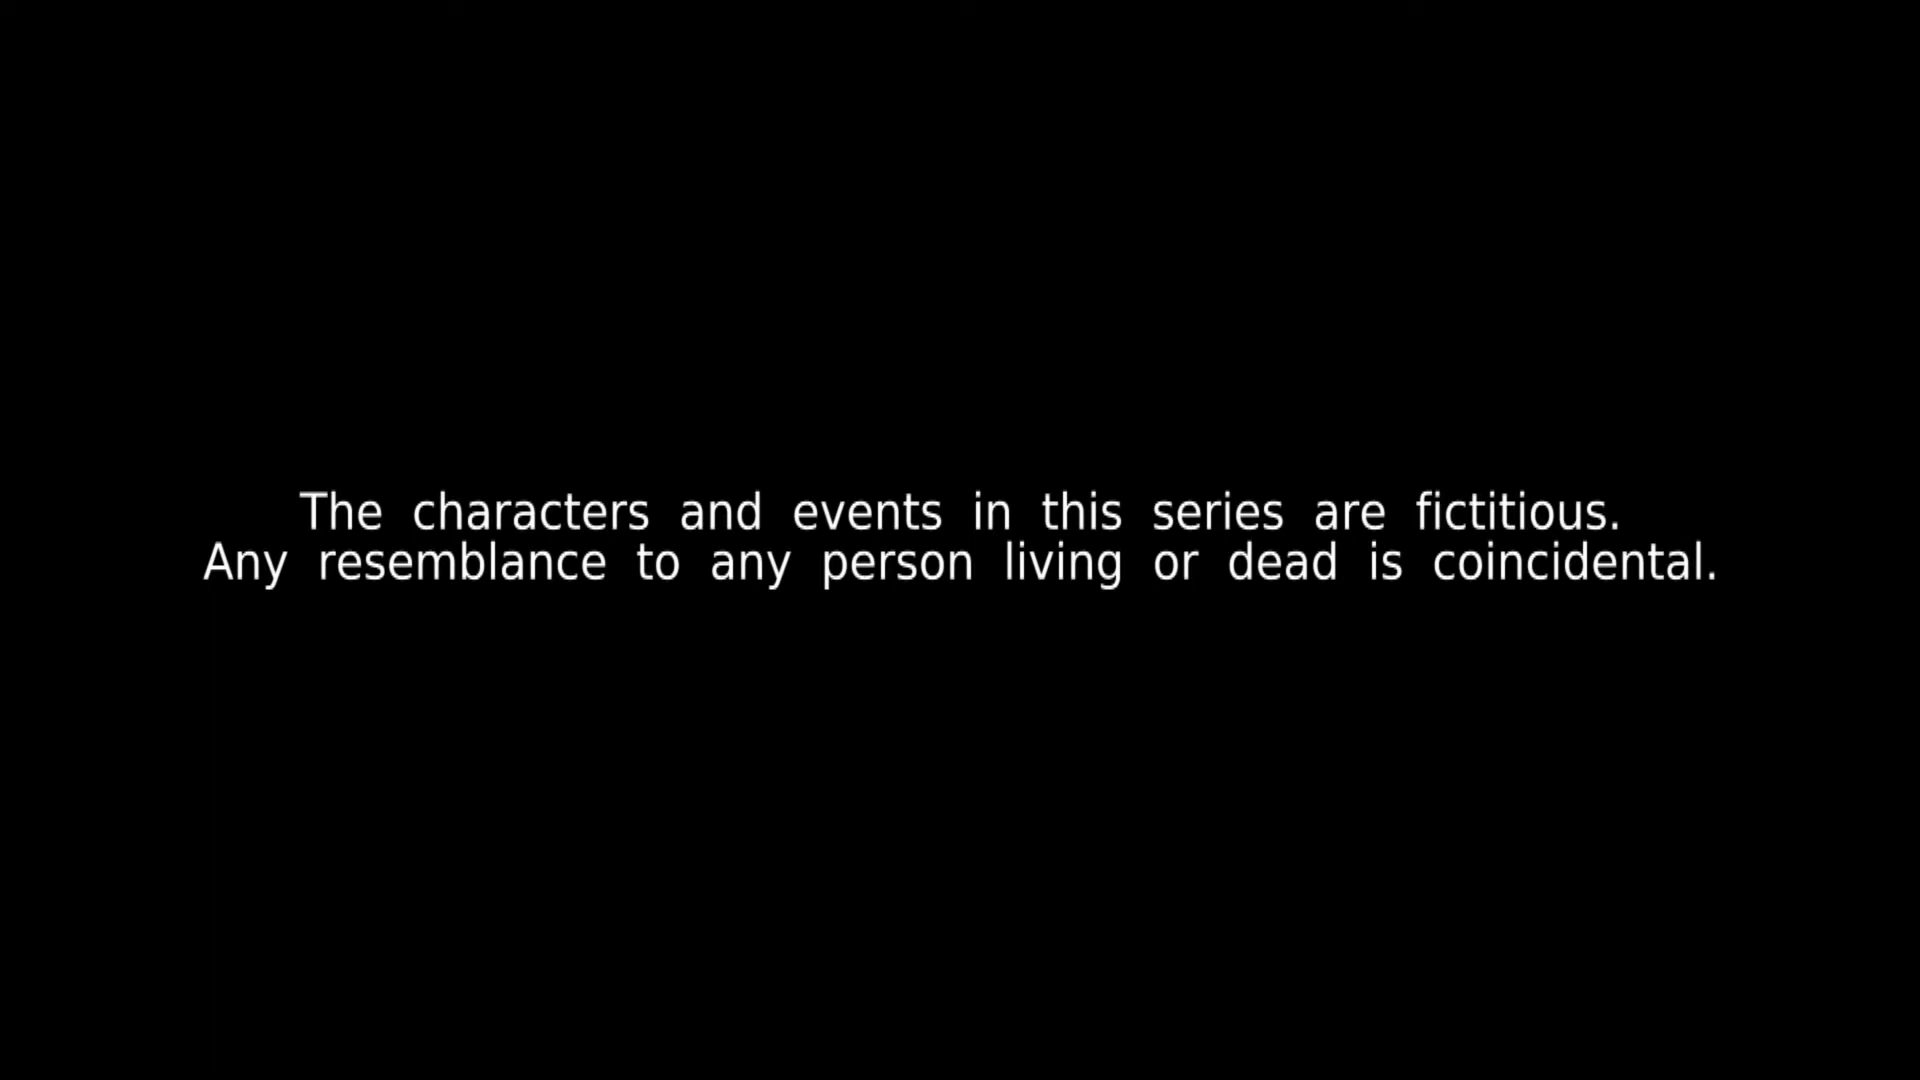 The characters and events in this series are fictitious.
Any resemblance to any person living or dead is coincidental.